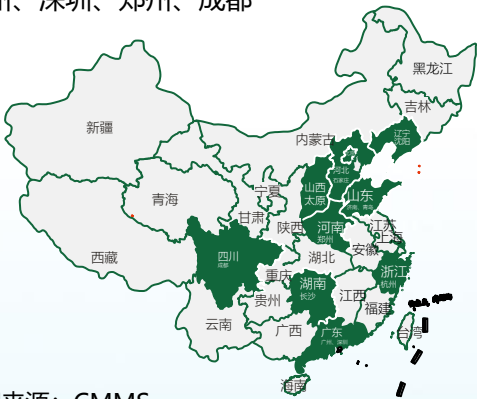 州、深圳、郑州、成都
黑龙江
吉林
辽宁
沈阳
新疆
内蒙古
河北
石家庄
宁夏
山西
太原
山东
济南、青岛
青海
甘肃
陕西
河南
郑州
江苏
上海
安徽
西藏
四川
成都
重庆
湖北
浙江
杭州
湖南
长沙
江西
贵州
福建
云南
广西
广东
广州、深圳
台湾
海南
来源：CMMS